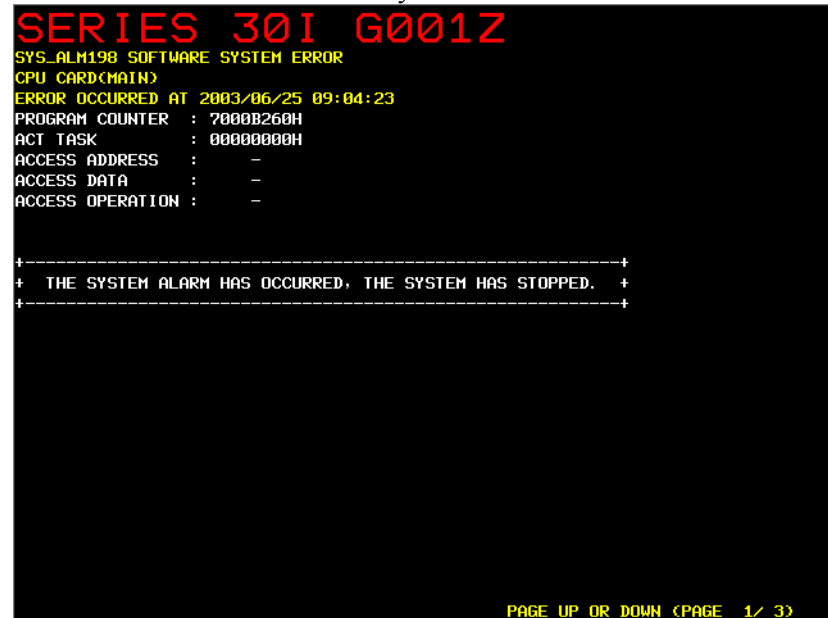 SERIES 30I G001Z
SYS_ALM198 SOFTWARE SYSTEM ERROR
CPU CARD(MAIN)
ERROR OCCURRED AT 2003/06/25 09:04:23
PROGRAM COUNTER : 7000B260H
ACT TASK : 00000000H
ACCESS ADDRESS : -
ACCESS DATA : -
ACCESS OPERATION : -
+----------------------------------------------------------+
+ THE SYSTEM ALARM HAS OCCURRED, THE SYSTEM HAS STOPPED. +
+----------------------------------------------------------+
PAGE UP OR DOWN (PAGE 1/ 3)